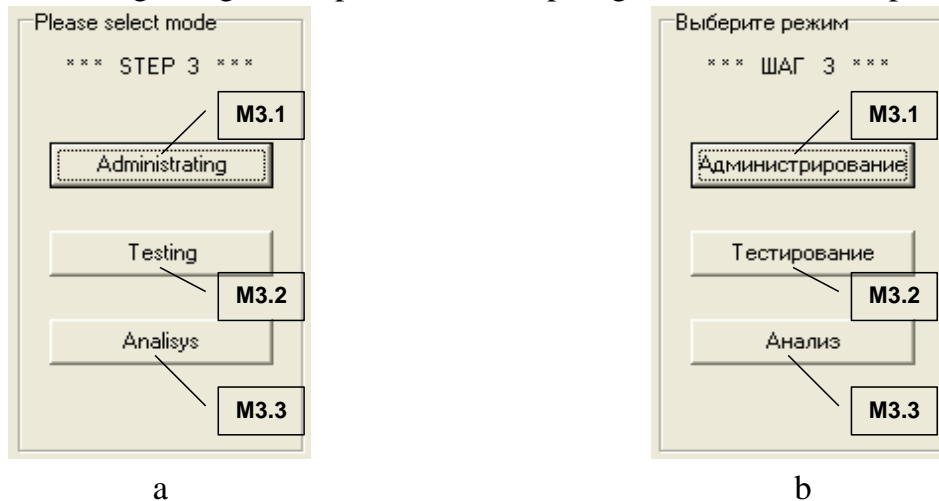 Please select mode
*** STEP 3 ***
M3.1
Administrating
Testing
M3.2
Analisys
M3.3
a
Выберите режим
*** ШАГ 3 ***
M3.1
Администрирование
Тестирование
M3.2
Анализ
M3.3
b